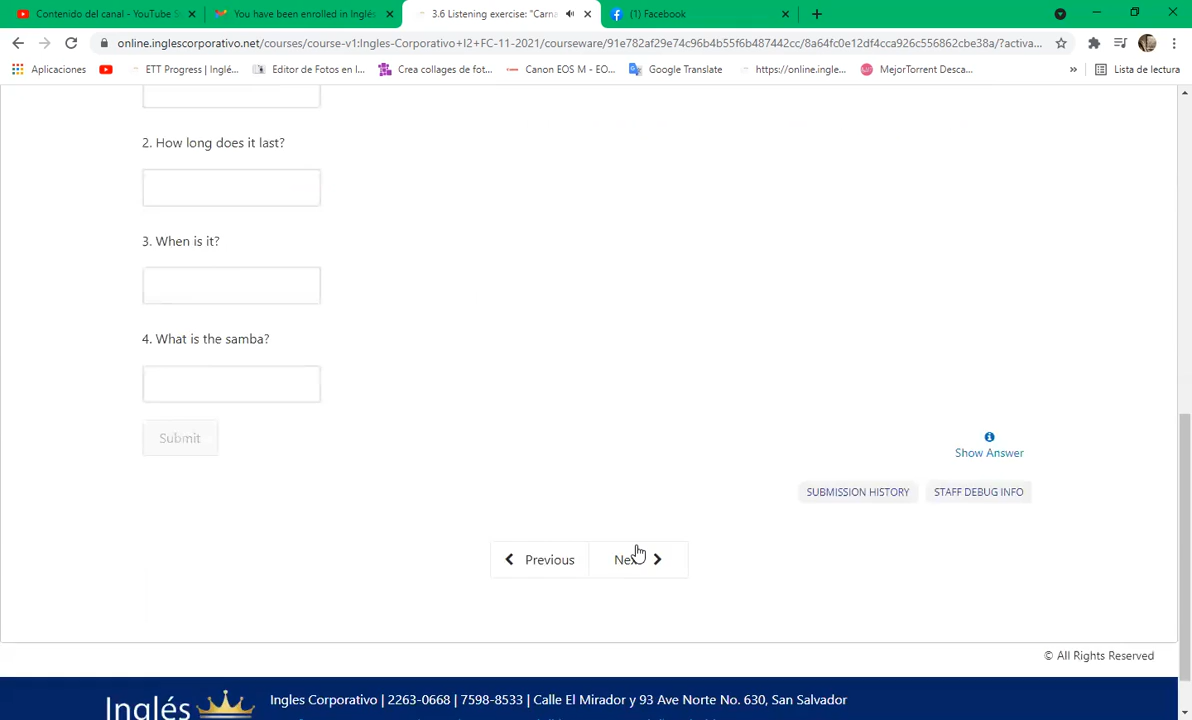 Contenido del canal - YouTube S
You have been enrolled in Inglés
3.6 Listening exercise: "Carna
(1) Facebook
online.inglescorporativo.net/courses/course-v1:Ingles-Corporativo+I2+FC-11-2021/courseware/91e782af29e74c96b4b55f6b487442cc/8a64fc0e12df4cca926c556862cbe38a/?activa...
Aplicaciones
ETT Progress | Inglé...
Editor de Fotos en l...
Crea collages de fot...
Canon EOS M - EO...
Google Translate
https://online.ingle...
MejorTorrent Desca...
»
Lista de lectura
2. How long does it last?
3. When is it?
4. What is the samba?
Submit
Show Answer
SUBMISSION HISTORY
STAFF DEBUG INFO
Previous
Next
© All Rights Reserved
Inglés
Ingles Corporativo | 2263-0668 | 7598-8533 | Calle El Mirador y 93 Ave Norte No. 630, San Salvador